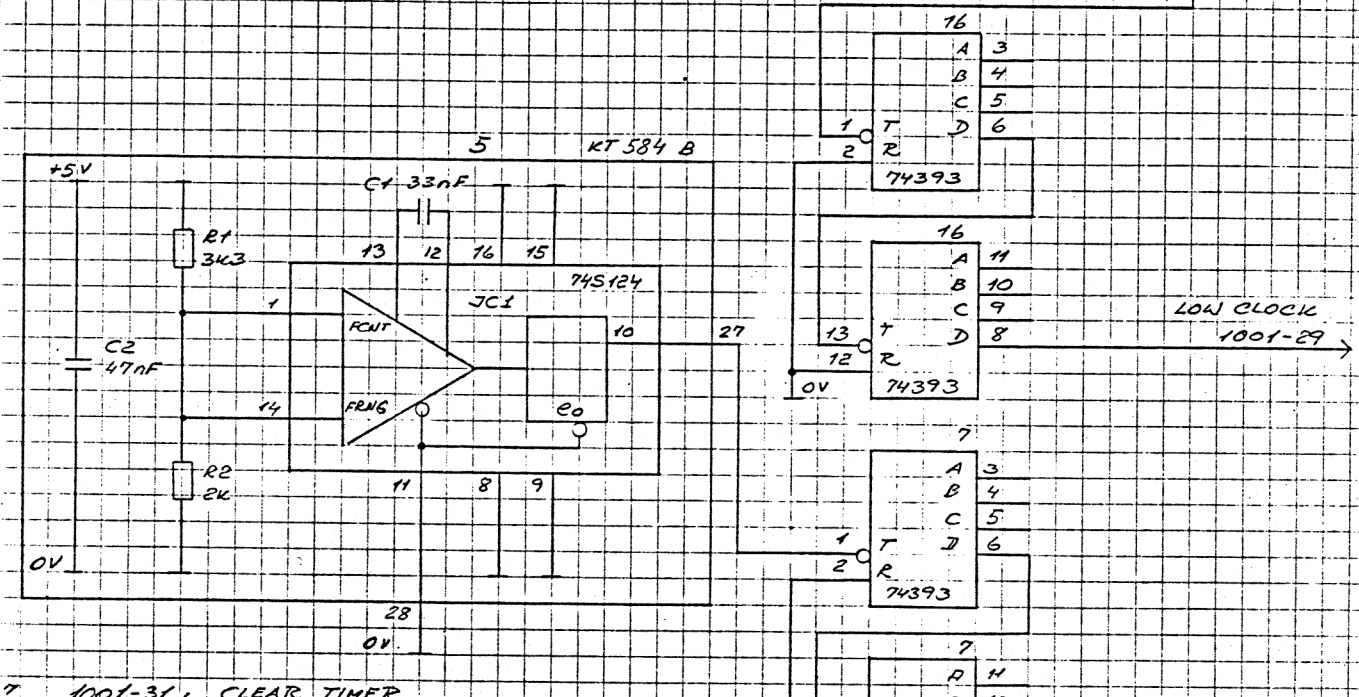 16
A 3
B 4
C 5
1 T D 6
2 R
74393
5 KT 584 B
+5V
C1 33nF
R1
3K3
13 12 16 15
74S124
JC1
1
FCNT
10 27
C2
47nF
14
FRNG
eo
R2
2K
11 8 9
0V
28
0V
16
A 11
B 10
C 9
13 T D 8
12 R
0V
74393
LOW CLOCK
1001-29
7
A 3
B 4
C 5
1 T D 6
2 R
74393
7
A 11
7 1001-31, CLEAR TIMER